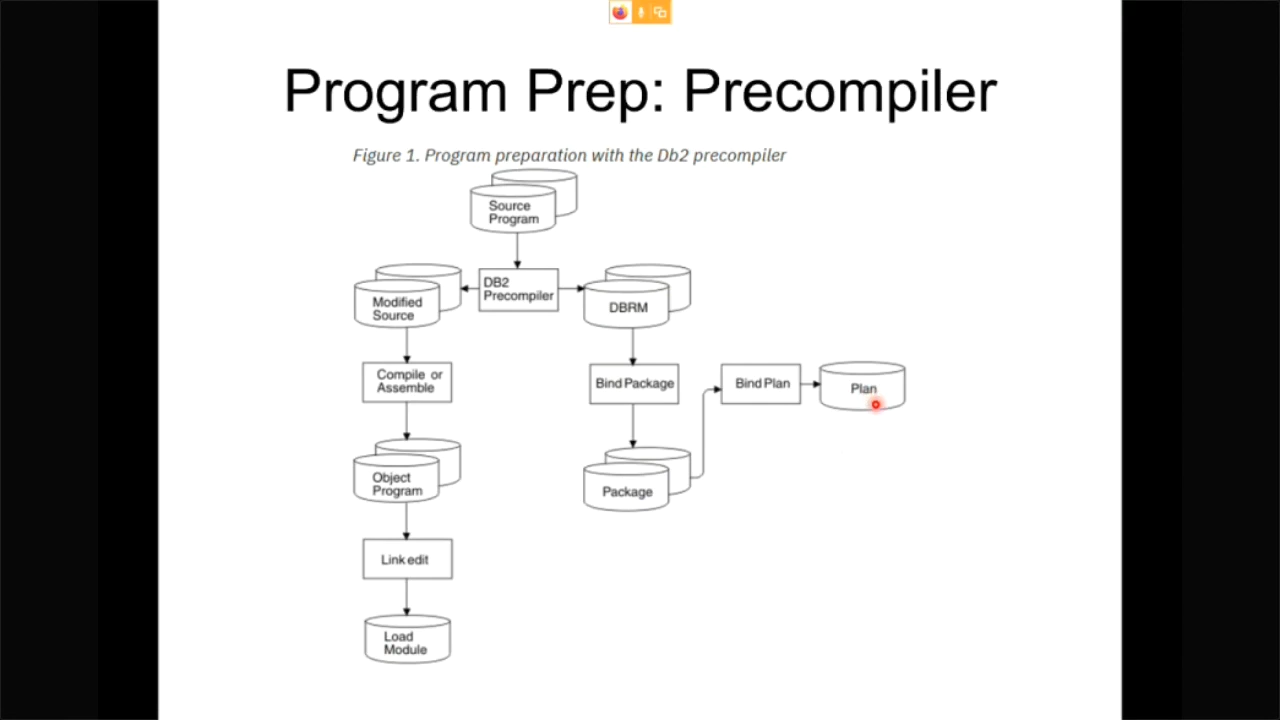 Program Prep: Precompiler
Figure 1. Program preparation with the Db2 precompiler
Source
Program
DB2
Precompiler
Modified
Source
DBRM
Compile or
Assemble
Bind Package
Bind Plan
Plan
Object
Program
Package
Link edit
Load
Module